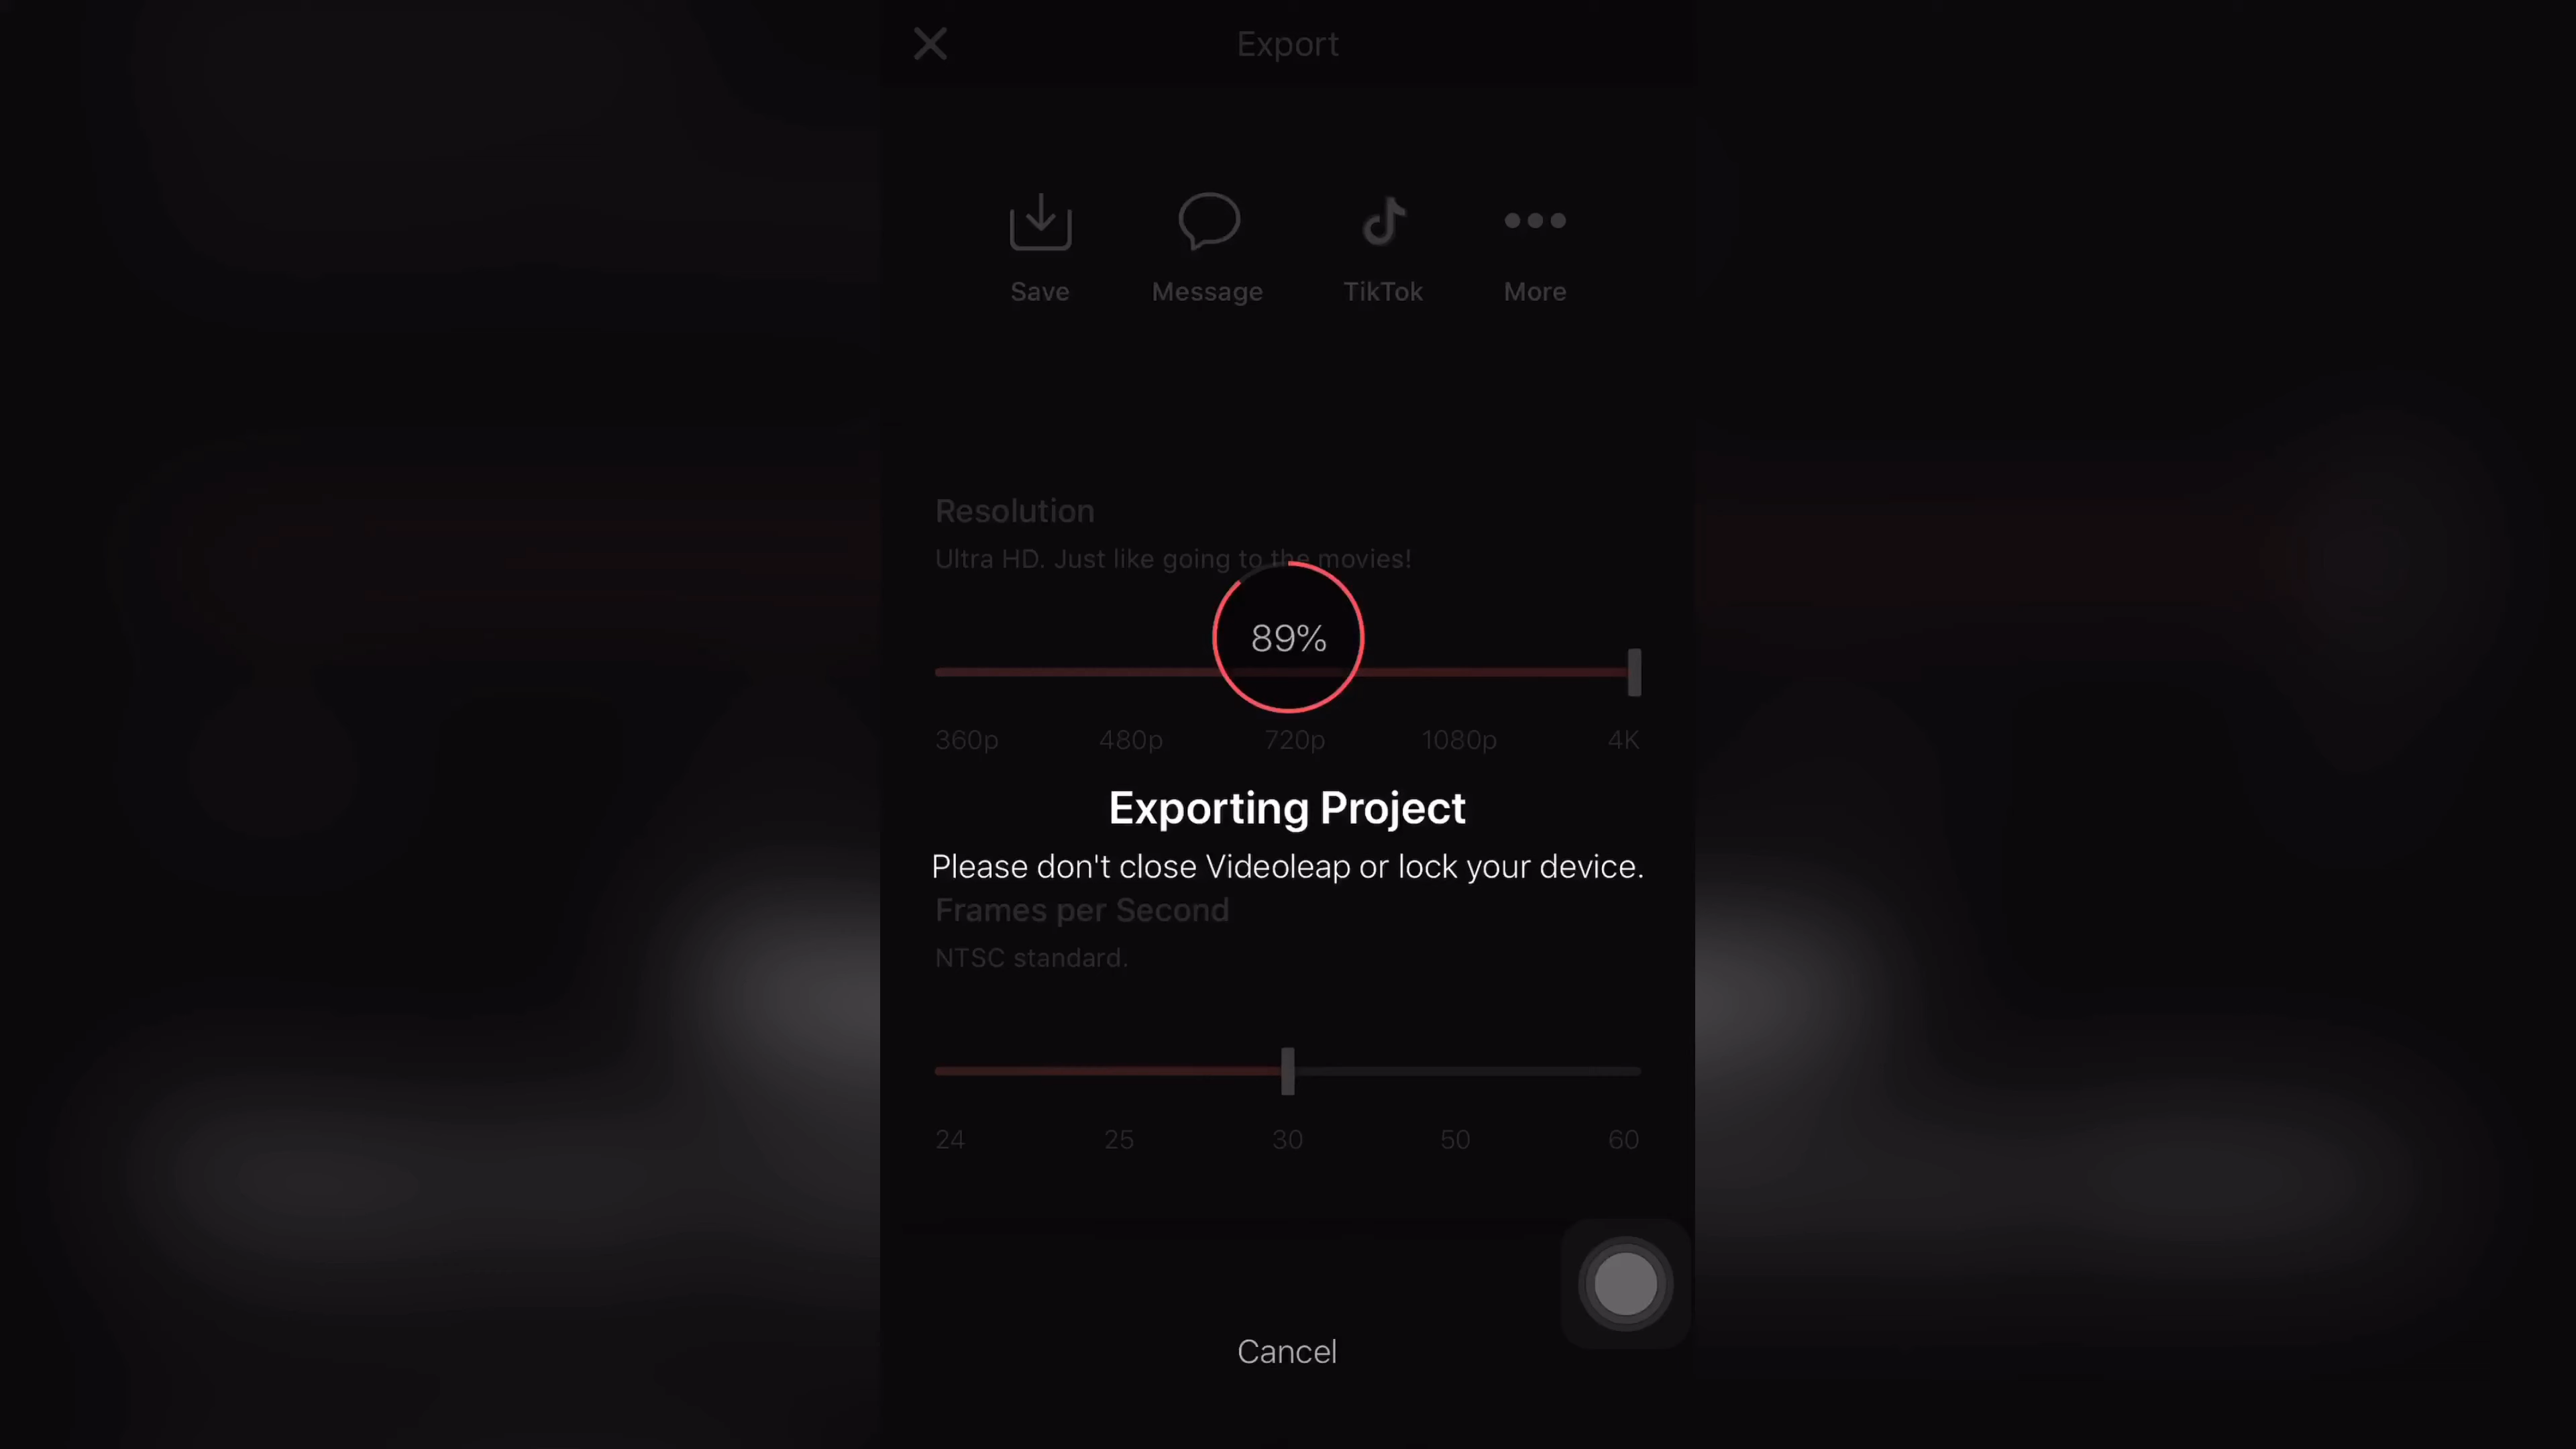 Export
Save Message TikTok More
Resolution
Ultra HD. Just like going to the movies!
89%
360p 480p 720p 1080p 4K
Exporting Project
Please don't close Videoleap or lock your device.
Frames per Second
NTSC standard.
24 25 30 50 60
Cancel